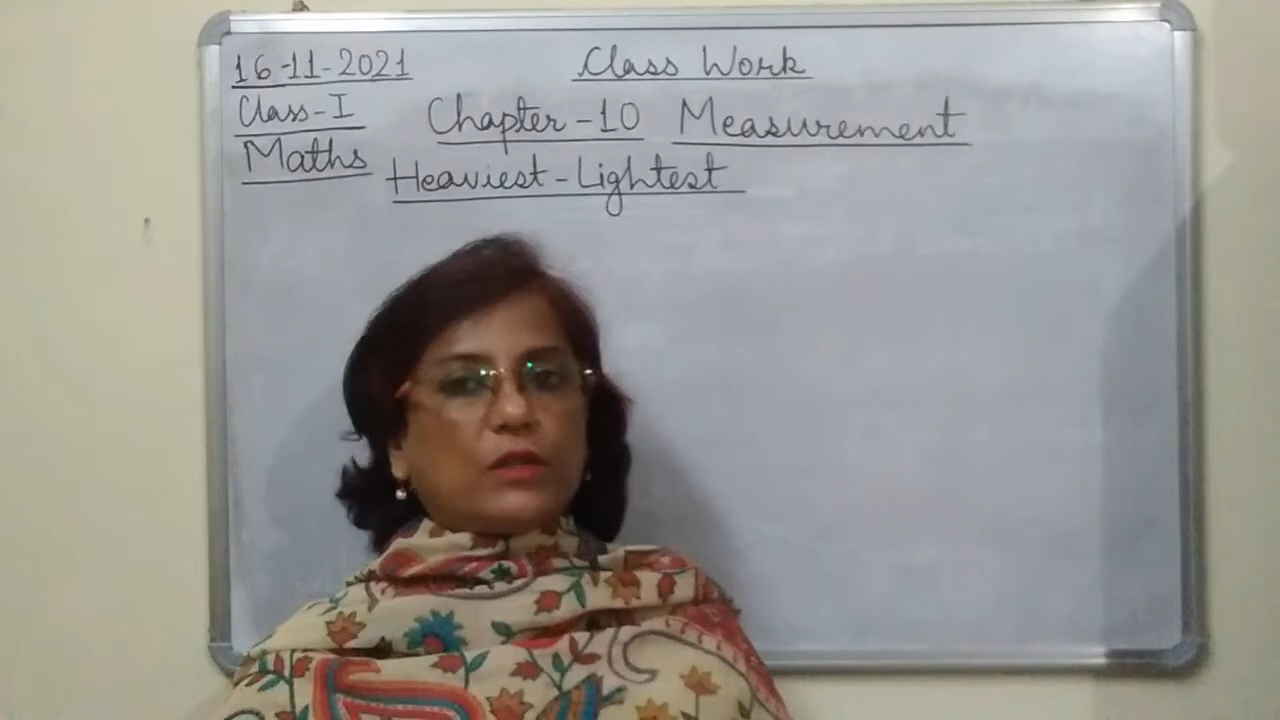 16-11-2021 Class Work
Class-I Chapter-10 Measurement
Maths Heaviest-Lightest